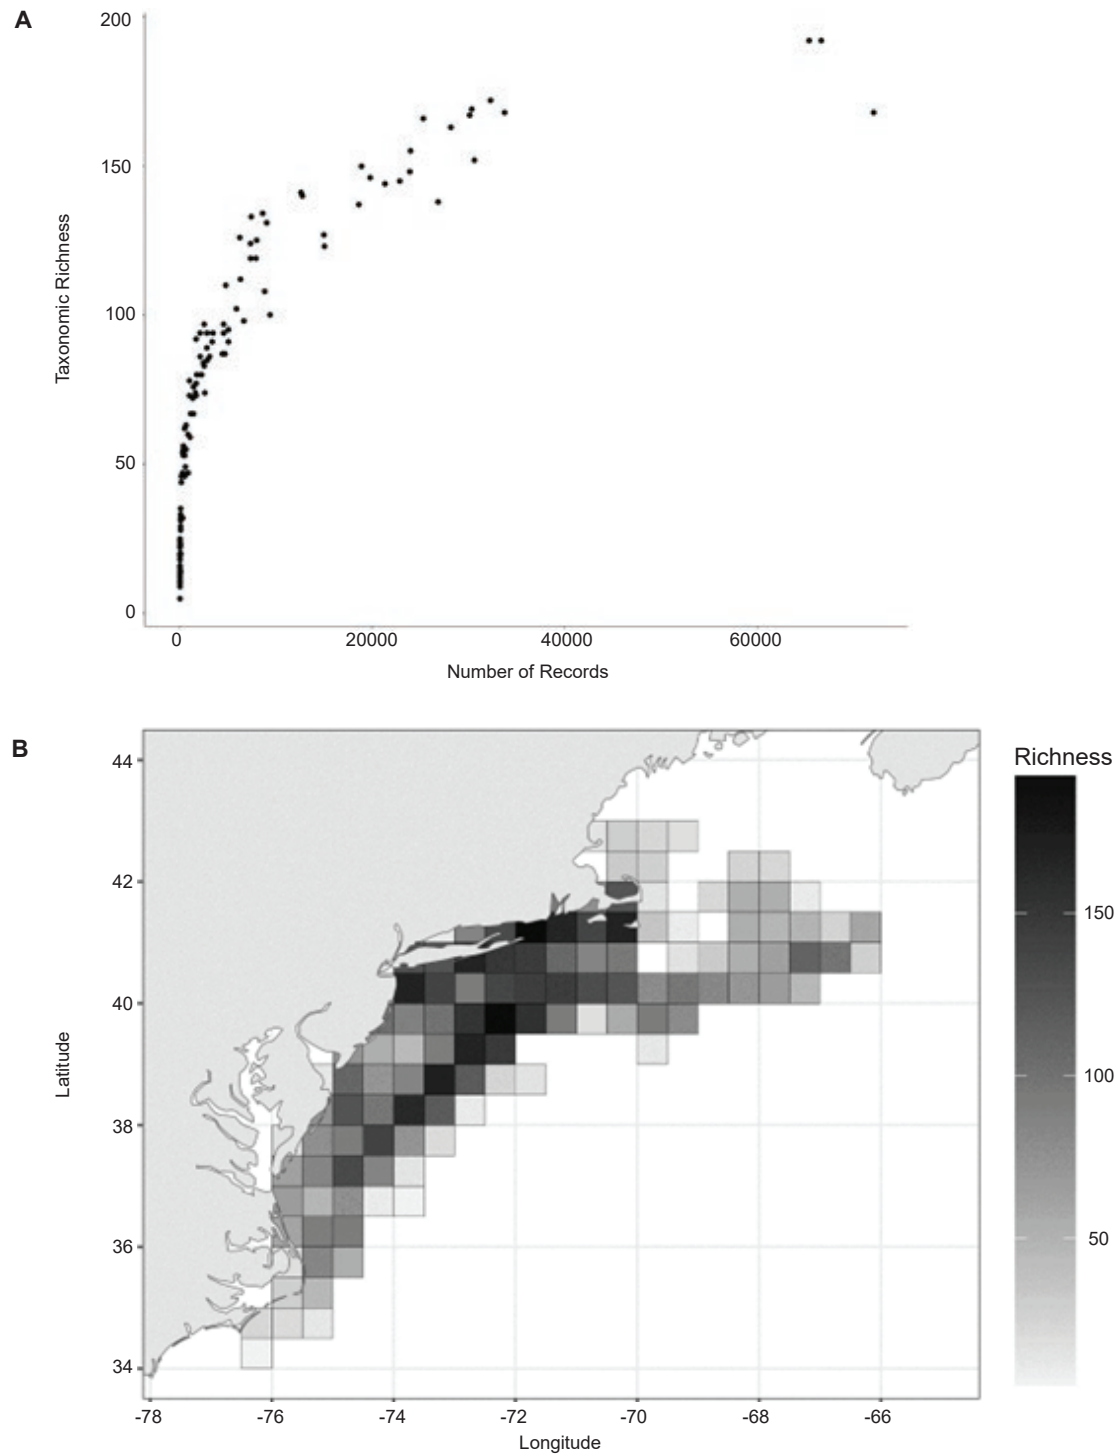 A
200
150
100
50
0
Taxonomic Richness
0 20000 40000 60000
Number of Records
B
44
42
40
38
36
34
Latitude
-78 -76 -74 -72 -70 -68 -66
Longitude
Richness
150
100
50